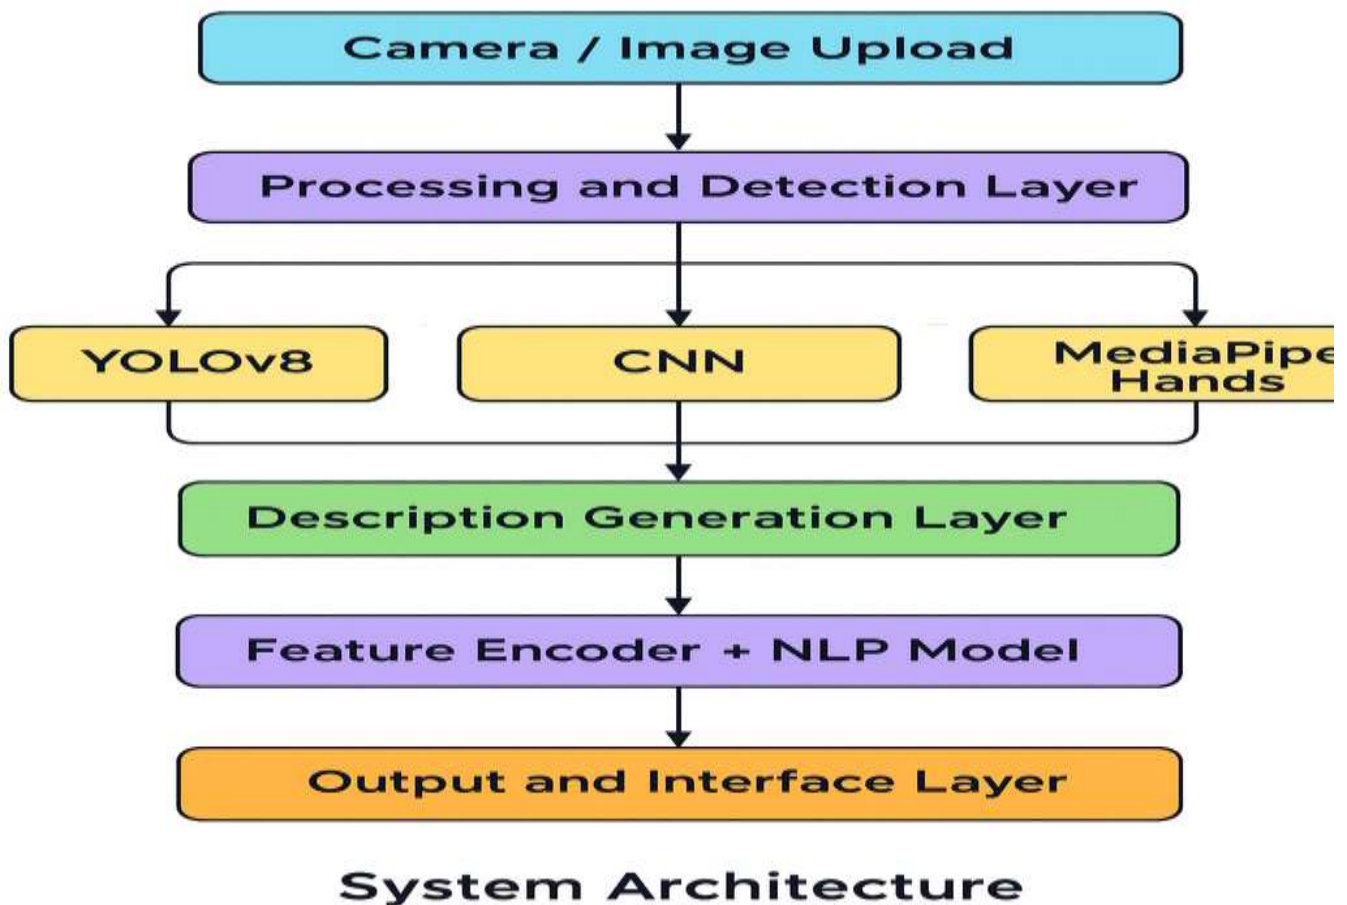 Camera / Image Upload
Processing and Detection Layer
YOLOv8
CNN
MediaPipe
Hands
Description Generation Layer
Feature Encoder + NLP Model
Output and Interface Layer
System Architecture